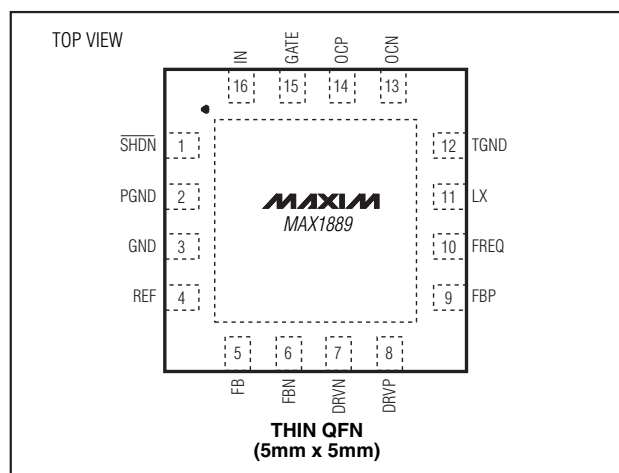 TOP VIEW
IN
GATE
OCP
OCN
16
15
14
13
SHDN
1
12
TGND
PGND
2
MAXIM
11
LX
MAX1889
GND
3
10
FREQ
REF
4
9
FBP
5
6
7
8
FB
FBN
DRVN
DRVP
THIN QFN
(5mm x 5mm)